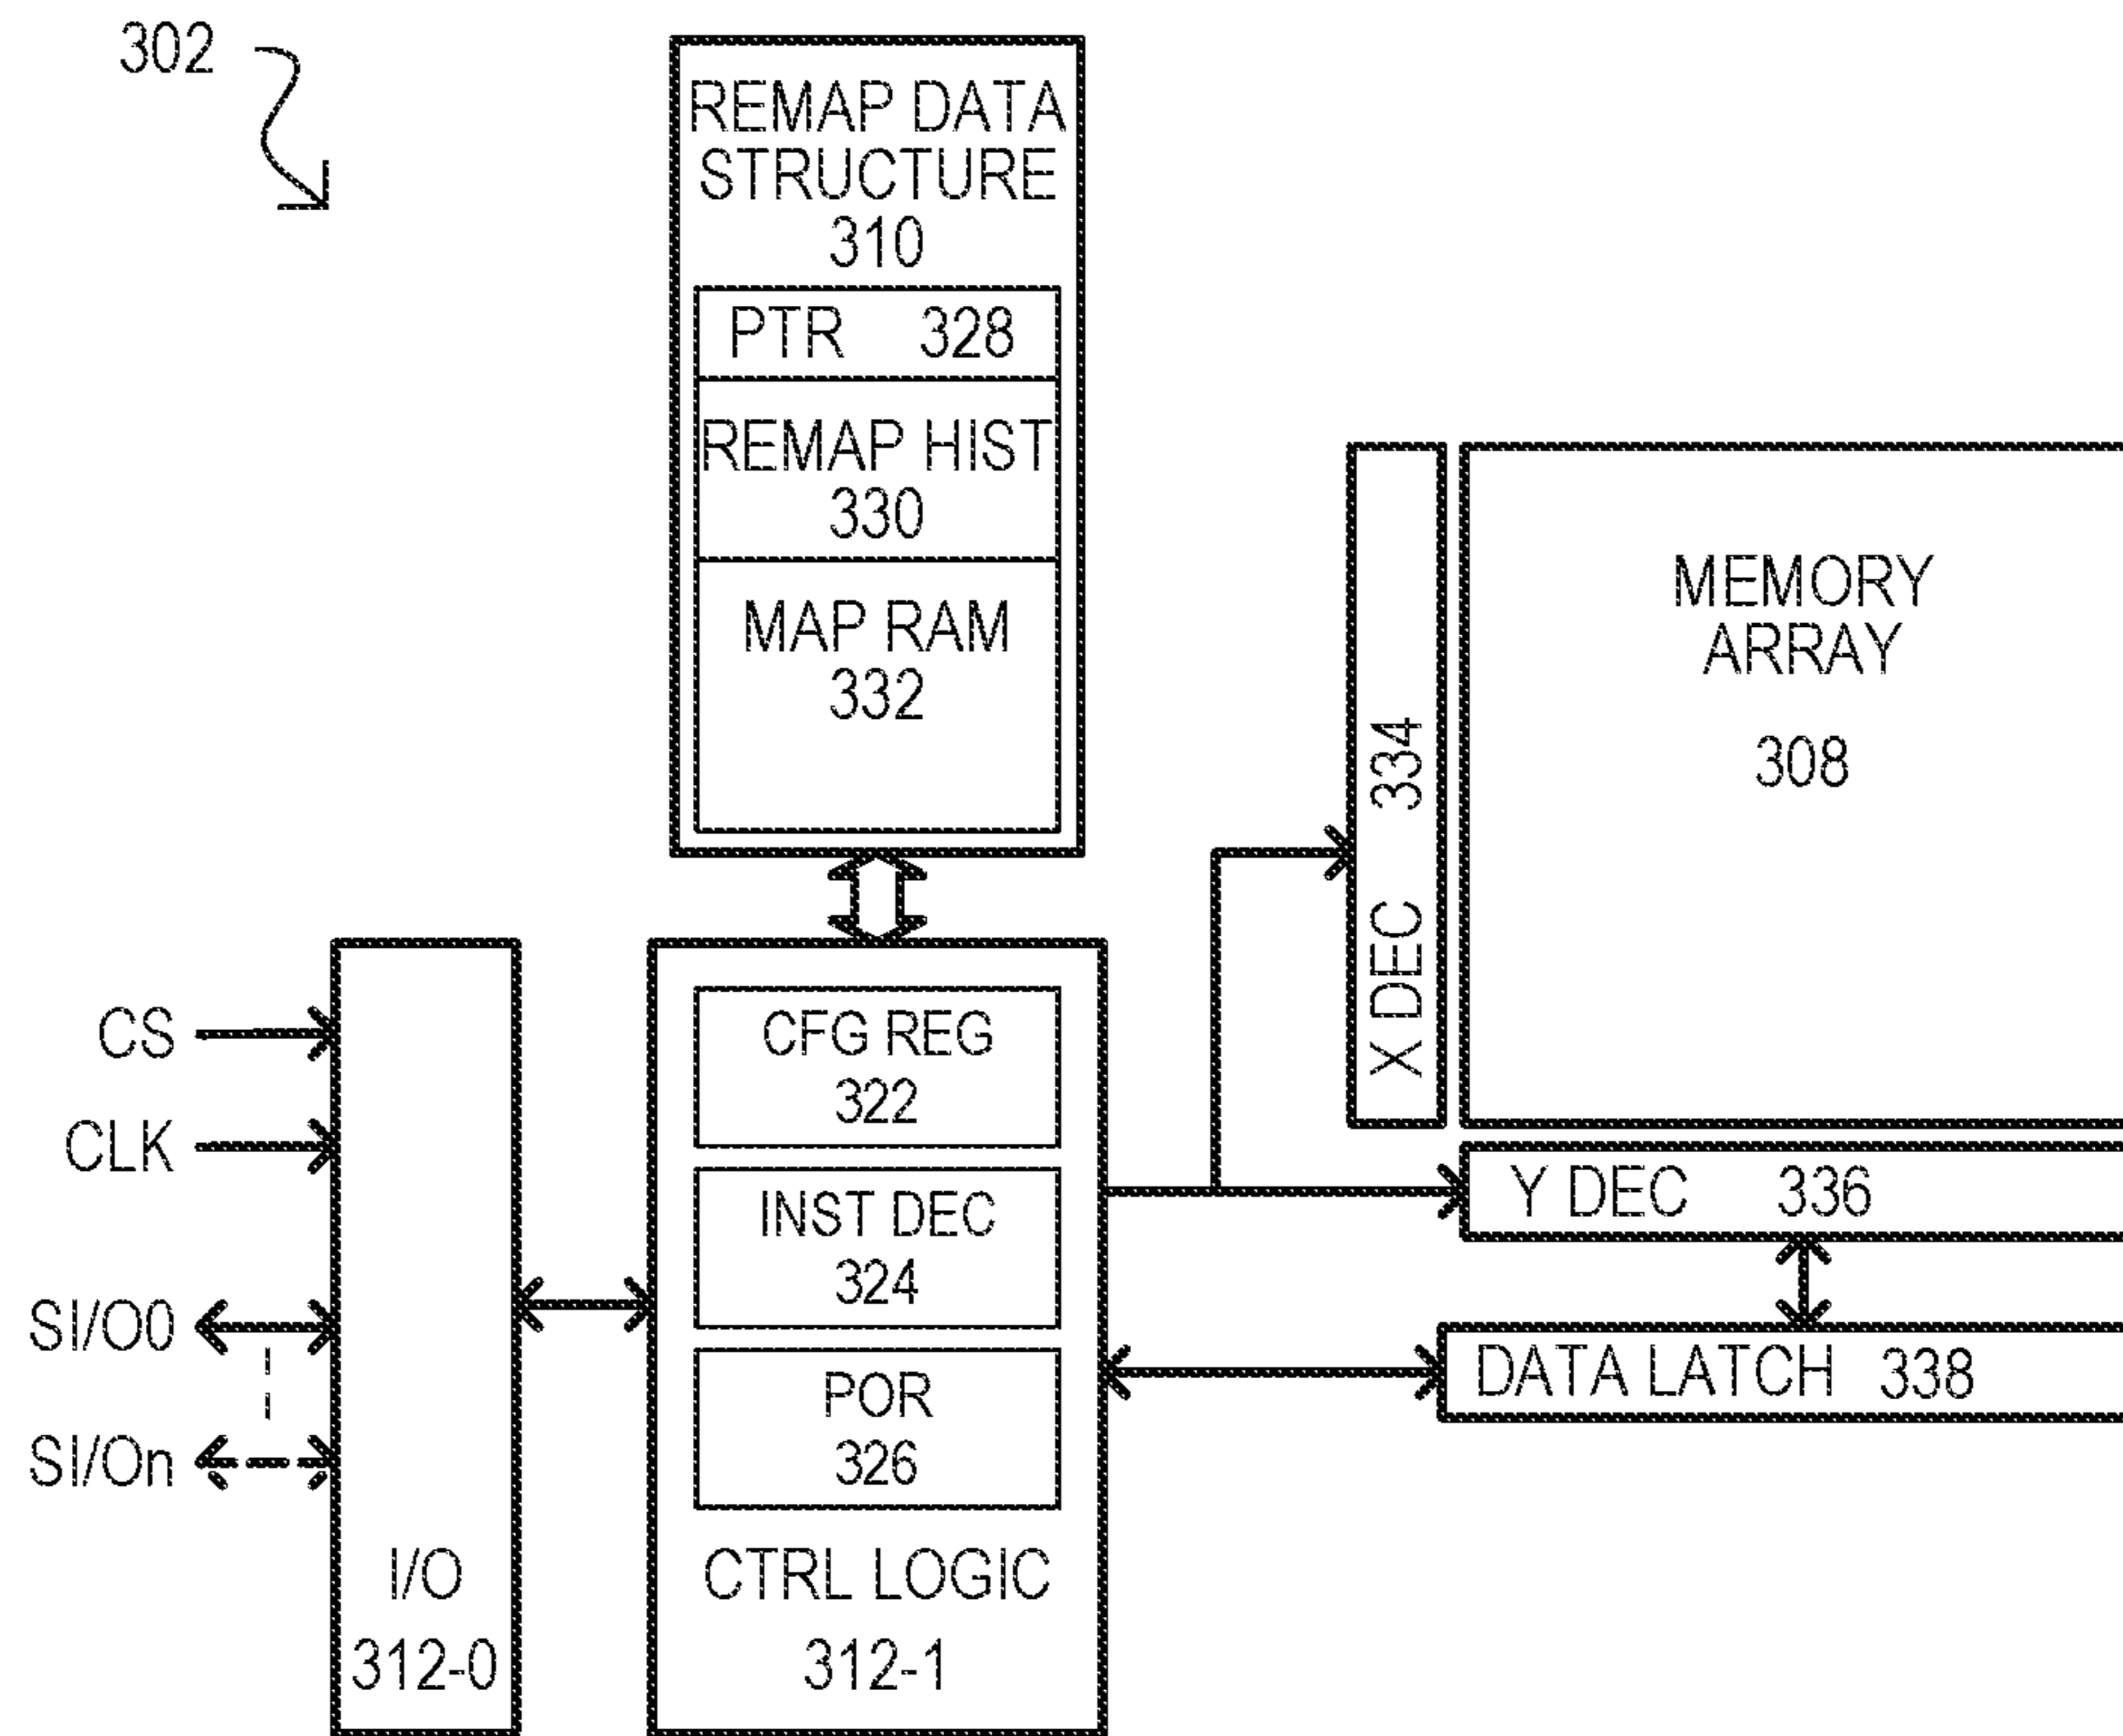 302
REMAP DATA
STRUCTURE
310
PTR 328
REMAP HIST
330
MAP RAM
332
MEMORY
ARRAY
308
X DEC 334
Y DEC 336
DATA LATCH 338
CS
CLK
SI/O0
SI/On
I/O
312-0
CFG REG
322
INST DEC
324
POR
326
CTRL LOGIC
312-1